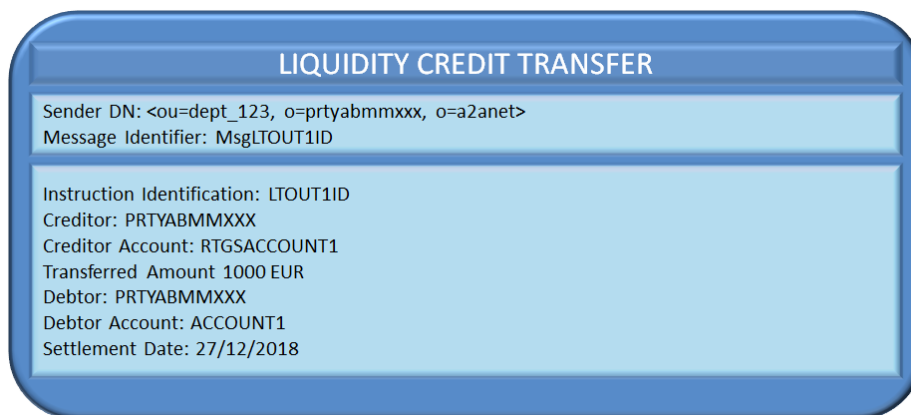 LIQUIDITY CREDIT TRANSFER
Sender DN: <ou=dept_123, o=prtyabmmxxx, o=a2anet>
Message Identifier: MsgLTOUT1ID
Instruction Identification: LTOUT1ID
Creditor: PRTYABMMXXX
Creditor Account: RTGSACCOUNT1
Transferred Amount 1000 EUR
Debtor: PRTYABMMXXX
Debtor Account: ACCOUNT1
Settlement Date: 27/12/2018